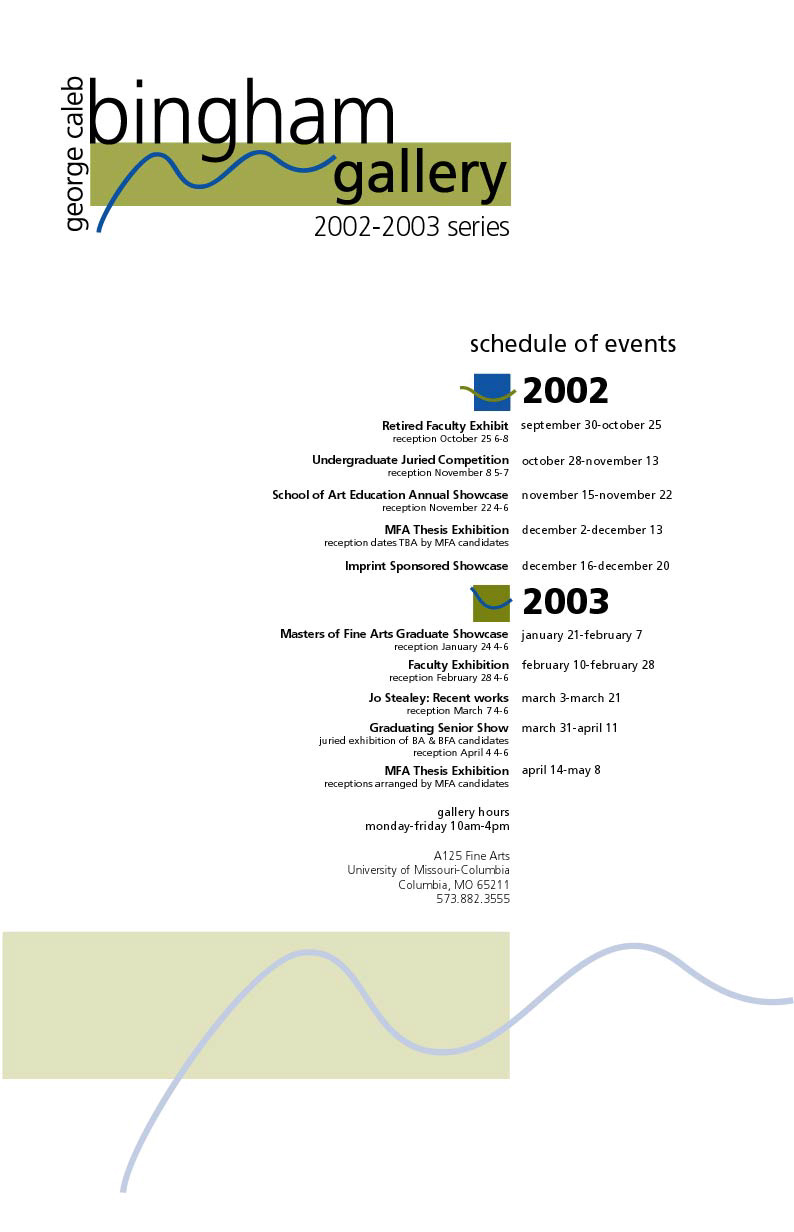 george caleb
bingham
gallery
2002-2003 series
schedule of events
2002
Retired Faculty Exhibit september 30-october 25
reception October 25 6-8
Undergraduate Juried Competition october 28-november 13
reception November 8 5-7
School of Art Education Annual Showcase november 15-november 22
reception November 22 4-6
MFA Thesis Exhibition december 2-december 13
reception dates TBA by MFA candidates
Imprint Sponsored Showcase december 16-december 20
2003
Masters of Fine Arts Graduate Showcase january 21-february 7
reception January 24 4-6
Faculty Exhibition february 10-february 28
reception February 28 4-6
Jo Stealey: Recent works march 3-march 21
reception March 7 4-6
Graduating Senior Show march 31-april 11
juried exhibition of BA & BFA candidates
reception April 4 4-6
MFA Thesis Exhibition april 14-may 8
receptions arranged by MFA candidates
gallery hours
monday-friday 10am-4pm
A125 Fine Arts
University of Missouri-Columbia
Columbia, MO 65211
573.882.3555